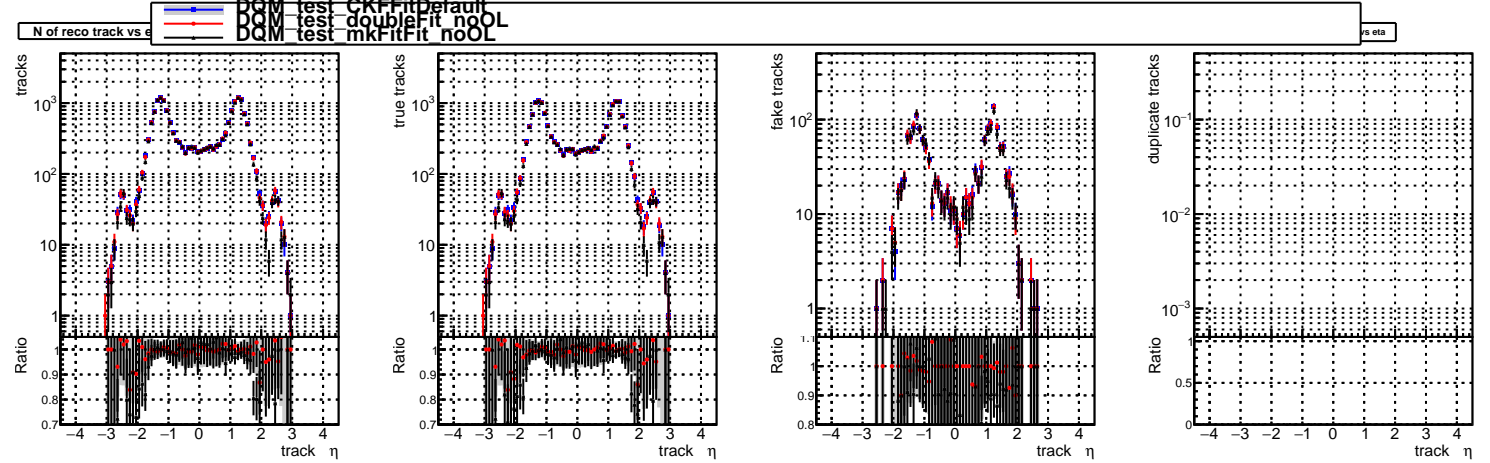 DQM_test_CKFFitDefault
DQM_test_doubleFit_noOL
DQM_test_mkFitFit_noOL
N of reco track vs e
vs eta
tracks
10³
10²
10
1
Ratio
1
0.9
0.8
0.7
−4 −3 −2 −1 0 1 2 3 4
track η
true tracks
10³
10²
10
1
Ratio
1
0.9
0.8
0.7
−4 −3 −2 −1 0 1 2 3 4
track η
fake tracks
10²
10
1
Ratio
1.1
1
0.9
0.8
−4 −3 −2 −1 0 1 2 3 4
track η
duplicate tracks
10⁻¹
10⁻²
10⁻³
Ratio
1
0.5
0
−4 −3 −2 −1 0 1 2 3 4
track η